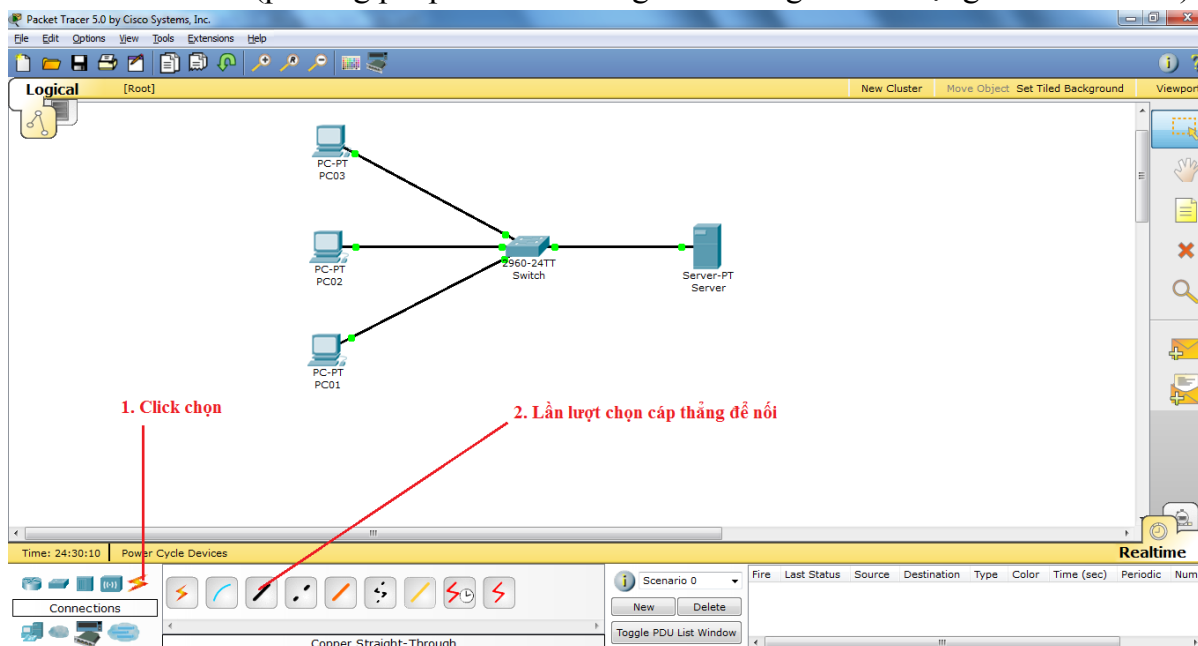 Packet Tracer 5.0 by Cisco Systems, Inc.
File Edit Options View Tools Extensions Help
Logical [Root] New Cluster Move Object Set Tiled Background Viewport
PC-PT
PC03
PC-PT
PC02
2960-24TT
Switch
Server-PT
Server
PC-PT
PC01
1. Click chọn
2. Lần lượt chọn cáp thẳng để nối
Time: 24:30:10 Power Cycle Devices Realtime
Connections
Copper Straight-Through
Scenario 0
New Delete
Toggle PDU List Window
Fire Last Status Source Destination Type Color Time (sec) Periodic Num